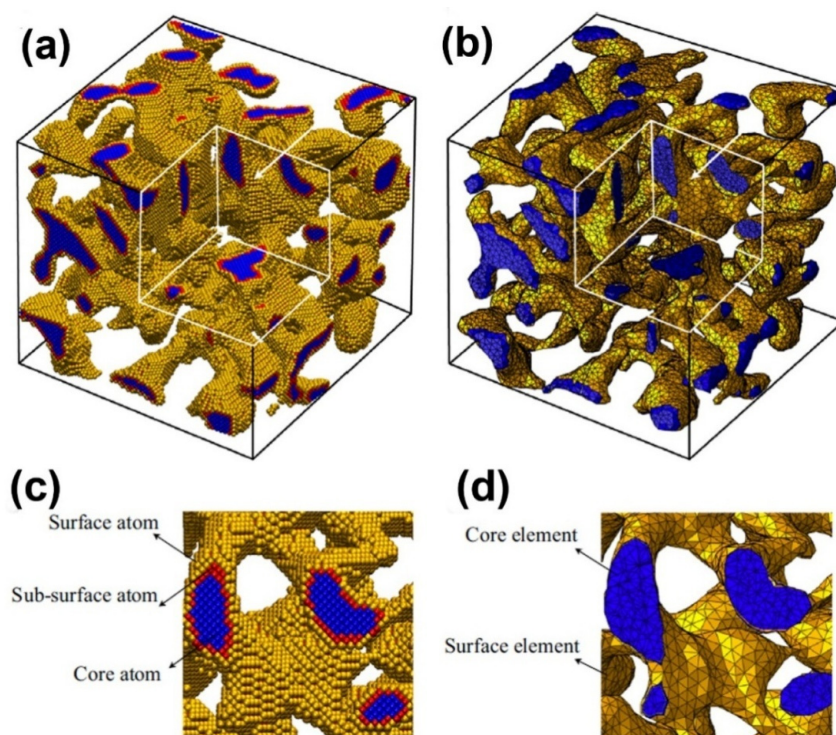 (a)
(b)
(c)
Surface atom
Sub-surface atom
Core atom
(d)
Core element
Surface element